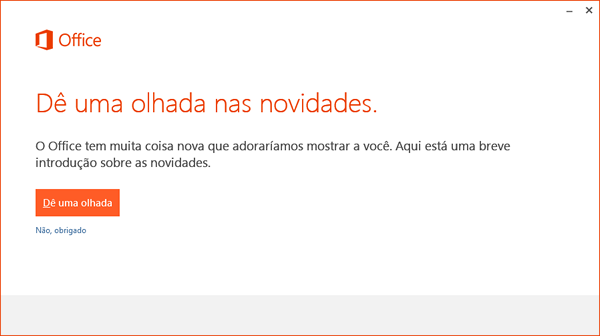 Office
Dê uma olhada nas novidades.
O Office tem muita coisa nova que adoraríamos mostrar a você. Aqui está uma breve
introdução sobre as novidades.
Dê uma olhada
Não, obrigado